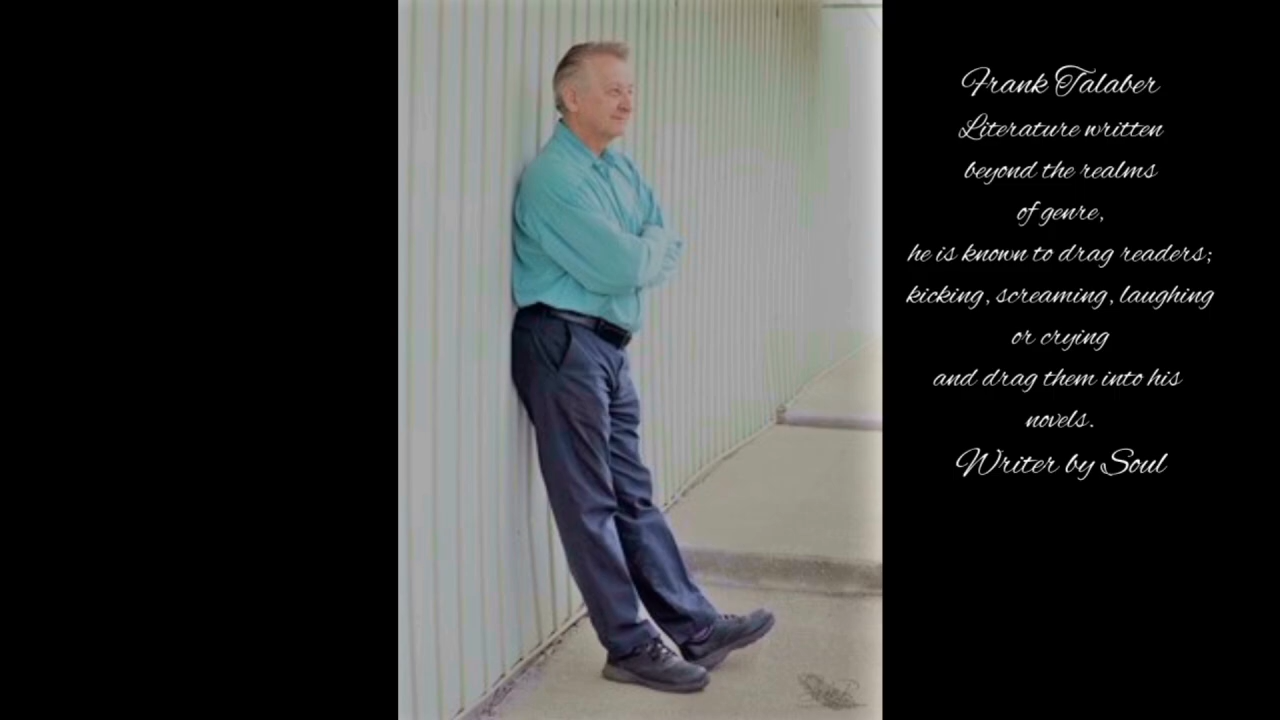 Frank Talaber
Literature written
beyond the realms
of genre,
he is known to drag readers;
kicking, screaming, laughing
or crying
and drag them into his
novels.
Writer by Soul